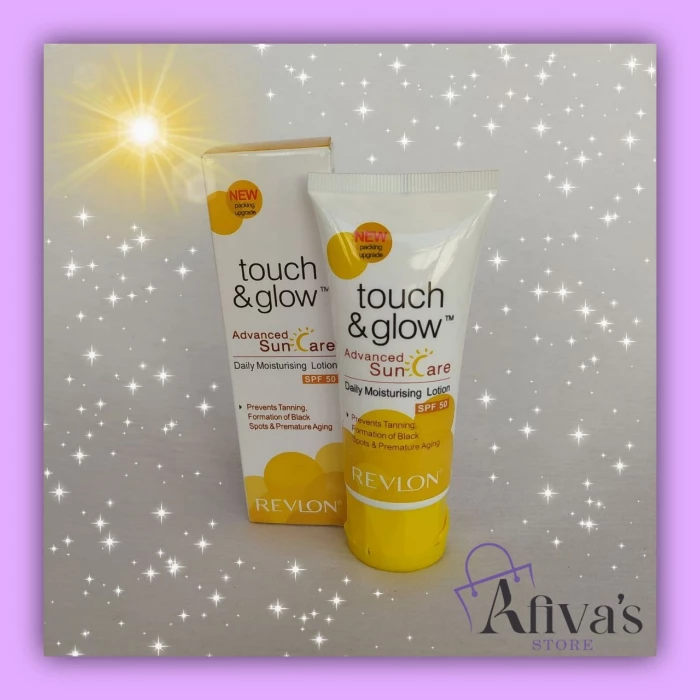 NEW
packing
upgrade
touch
& glow™
Advanced
Sun Care
Daily Moisturising Lotion
SPF 50
Prevents Tanning,
Formation of Black
Spots & Premature Aging
REVLON®
NEW
packing
upgrade
touch
& glow™
Advanced
Sun Care
Daily Moisturising Lotion
SPF 50
Prevents Tanning,
Formation of Black
Spots & Premature Aging
REVLON®
Afiva's
STORE